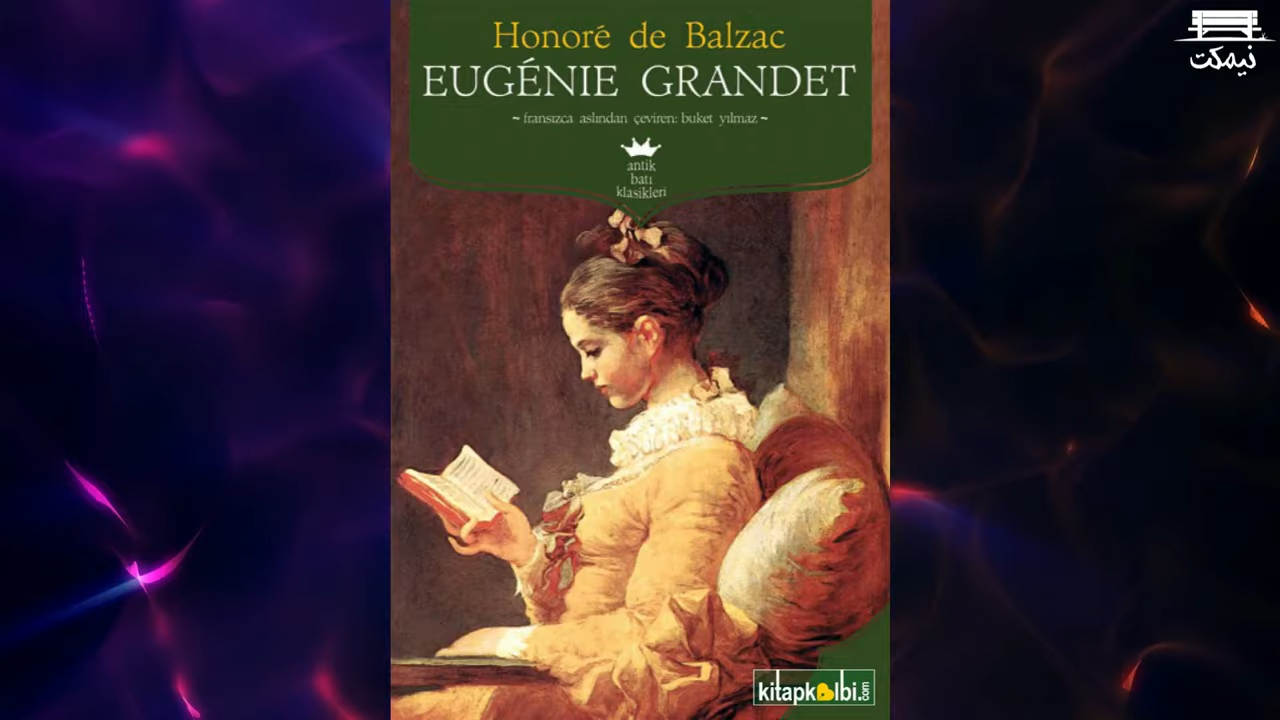 Honoré de Balzac
EUGÉNIE GRANDET
~ fransızca aslından çeviren: buket yılmaz ~
antik
batı
klasikleri
kitapkalbi.com
نیمکت